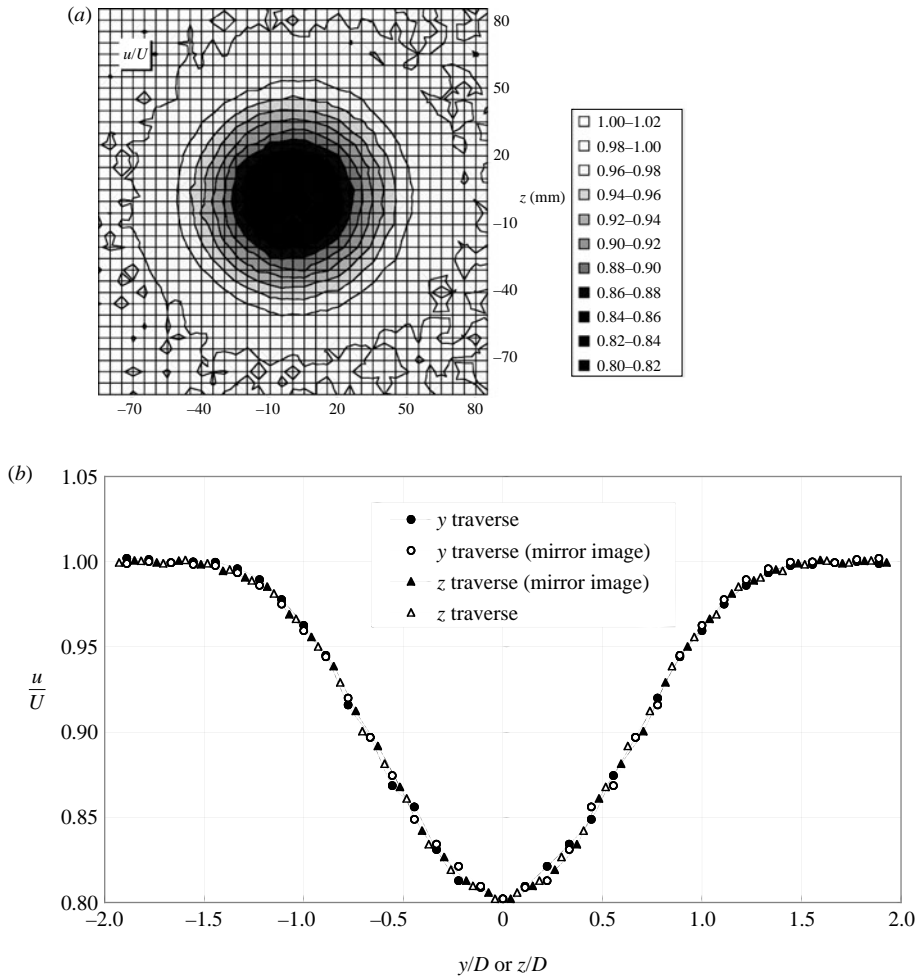 (a)
u/U
80
50
20
z (mm)
–10
–40
–70
–70 –40 –10 20 50 80
1.00–1.02
0.98–1.00
0.96–0.98
0.94–0.96
0.92–0.94
0.90–0.92
0.88–0.90
0.86–0.88
0.84–0.86
0.82–0.84
0.80–0.82
(b)
1.05
1.00
0.95
0.90
0.85
0.80
u
U
y traverse
y traverse (mirror image)
z traverse (mirror image)
z traverse
–2.0 –1.5 –1.0 –0.5 0 0.5 1.0 1.5 2.0
y/D or z/D